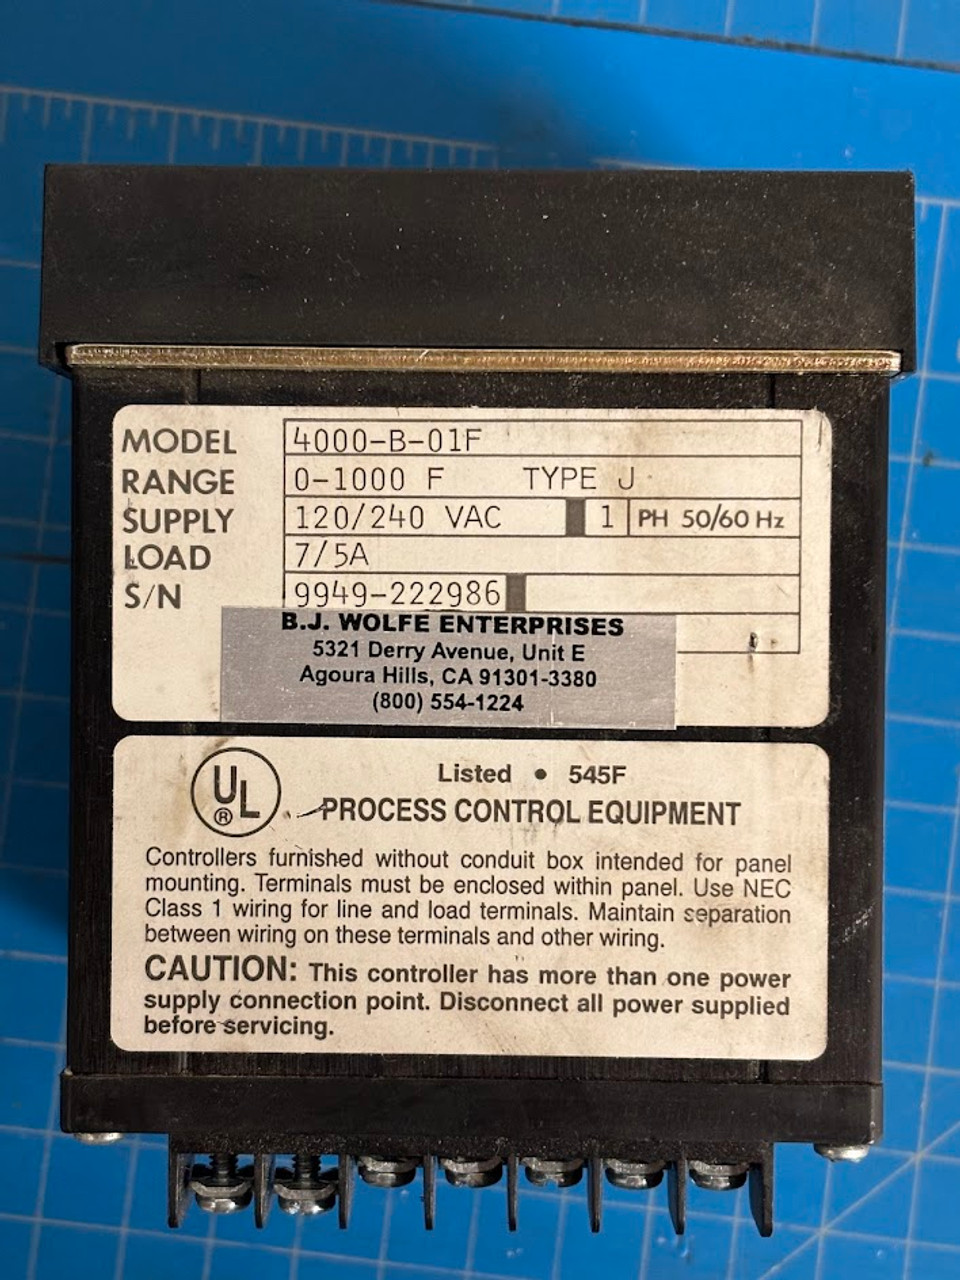 MODEL 4000-B-01F
RANGE 0-1000 F TYPE J
SUPPLY 120/240 VAC 1 PH 50/60 Hz
LOAD 7/5A
S/N 9949-222986
B.J. WOLFE ENTERPRISES
5321 Derry Avenue, Unit E
Agoura Hills, CA 91301-3380
(800) 554-1224
UL ® Listed • 545F
PROCESS CONTROL EQUIPMENT
Controllers furnished without conduit box intended for panel
mounting. Terminals must be enclosed within panel. Use NEC
Class 1 wiring for line and load terminals. Maintain separation
between wiring on these terminals and other wiring.
CAUTION: This controller has more than one power
supply connection point. Disconnect all power supplied
before servicing.